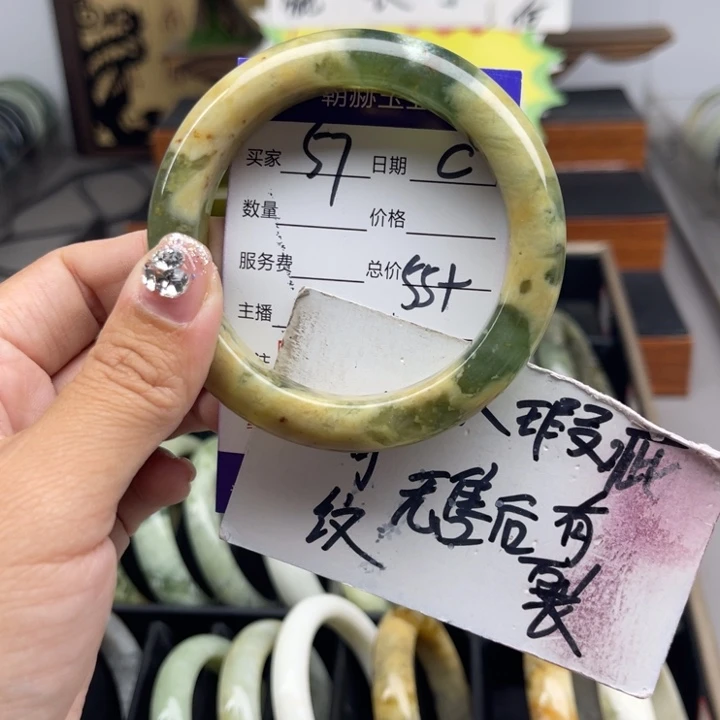 朝赫玉
买家 57 日期 C
数量 价格
服务费 总价 55+
主播
注
瑕疵
无售后 有
纹 裂